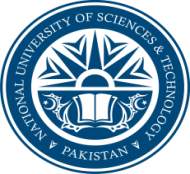 NATIONAL UNIVERSITY OF SCIENCES & TECHNOLOGY
PAKISTAN